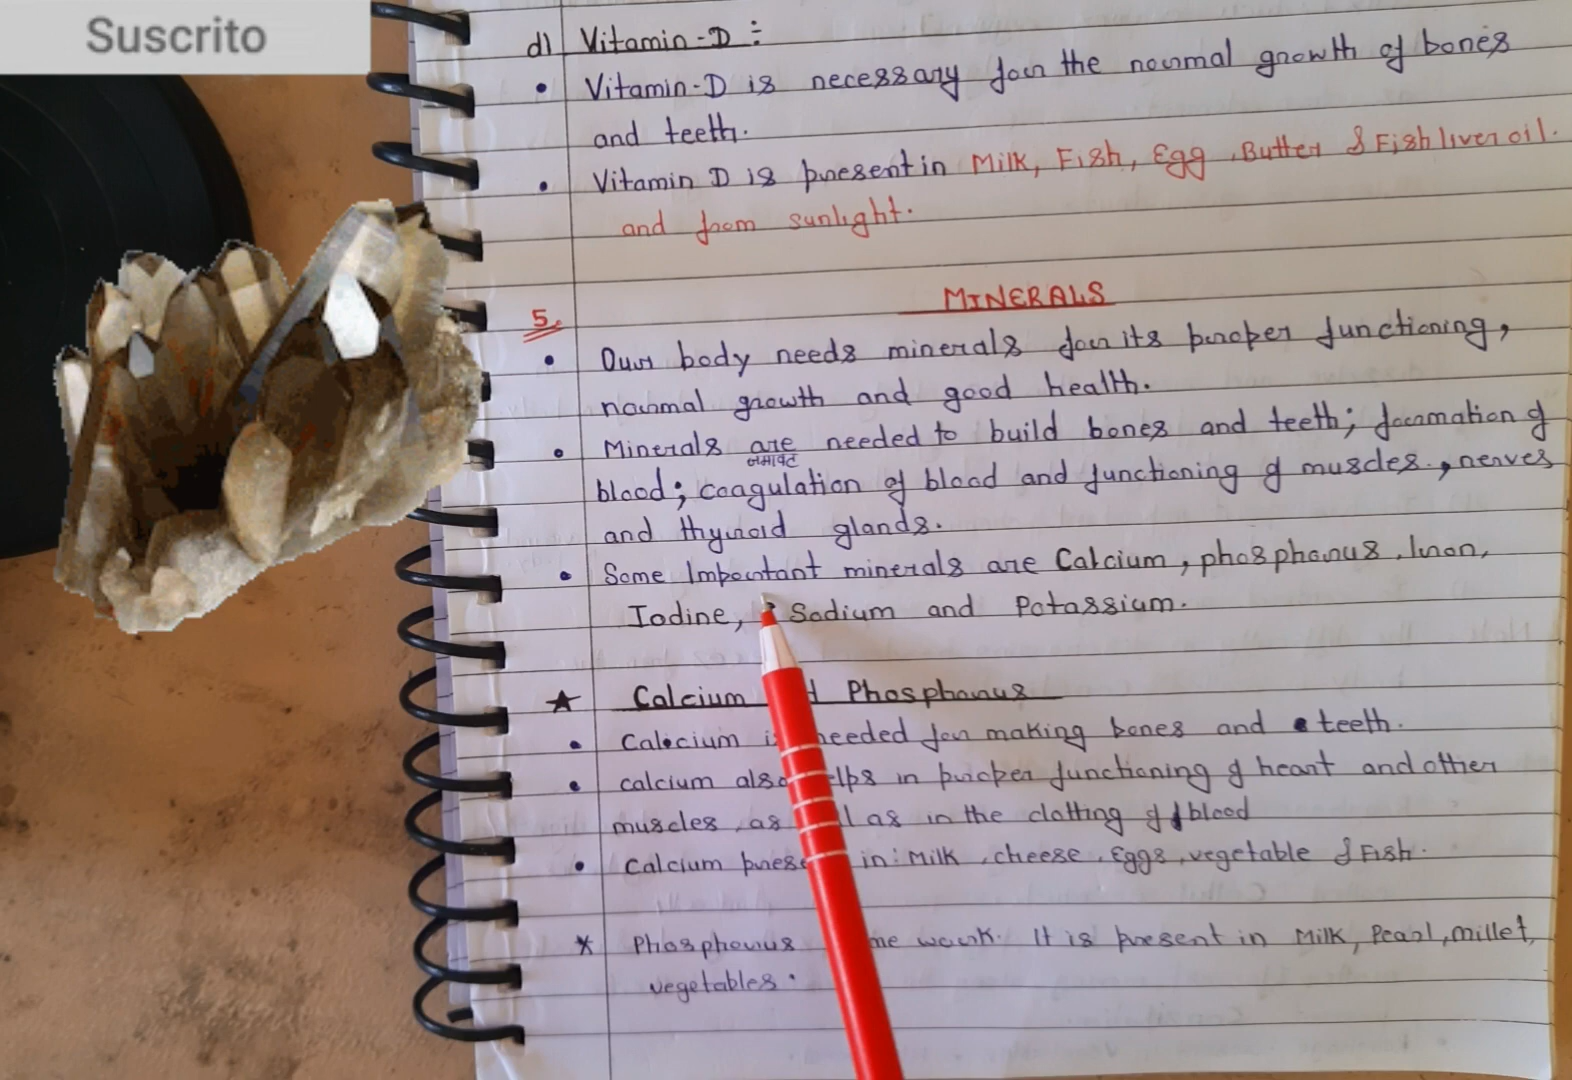 Suscrito
d) Vitamin-D :
• Vitamin-D is necessary for the normal growth of bones
and teeth.
• Vitamin D is present in Milk, Fish, Egg, Butter & Fish liver oil.
and from sunlight.
5. MINERALS
• Our body needs minerals for its proper functioning,
normal growth and good health.
• Minerals are needed to build bones and teeth; formation of
जमावट
blood; coagulation of blood and functioning of muscles, nerves
and thyroid glands.
• Some Important minerals are Calcium, phosphorus, Iron,
Iodine, Sodium and Potassium.
★ Calcium Phosphorus
• Calcium needed for making bones and teeth.
• calcium also in proper functioning of heart and other
muscles, as as in the clotting of blood
• Calcium in: Milk, cheese, Eggs, vegetable & Fish.
* Phosphorus work. It is present in Milk, Pearl, millet,
vegetables.